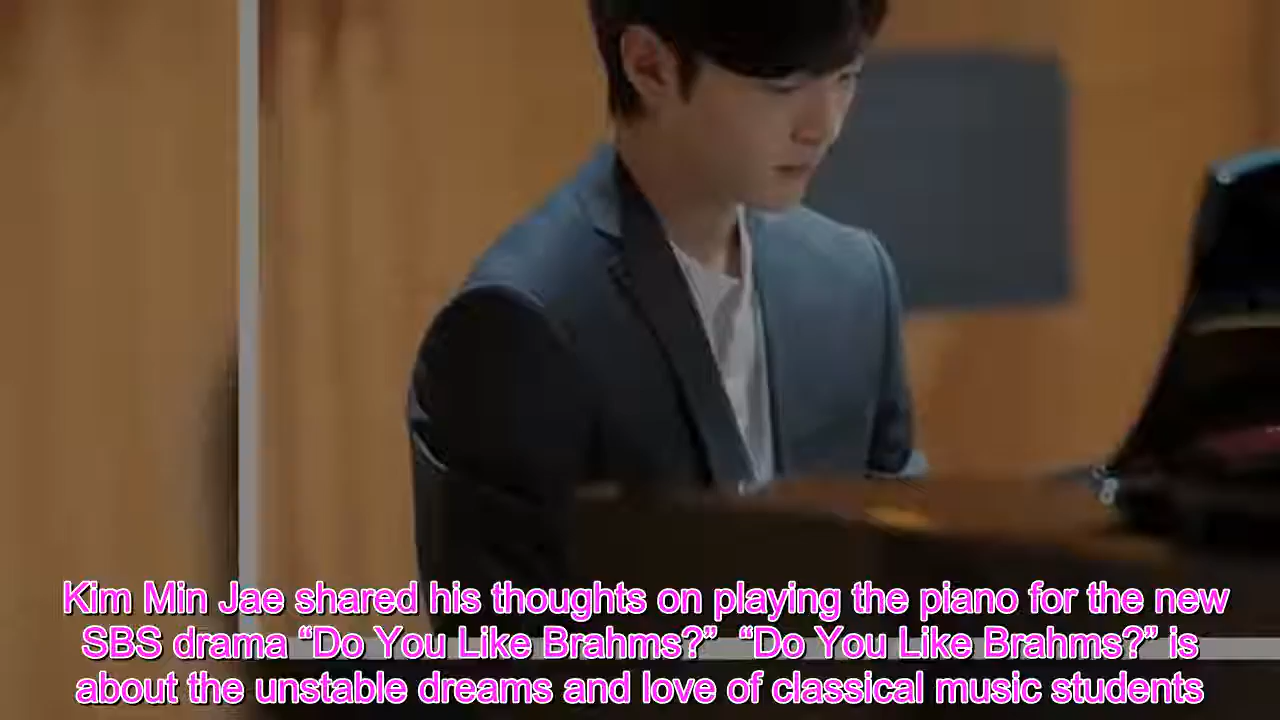 Kim Min Jae shared his thoughts on playing the piano for the new
SBS drama “Do You Like Brahms?”  “Do You Like Brahms?” is
about the unstable dreams and love of classical music students